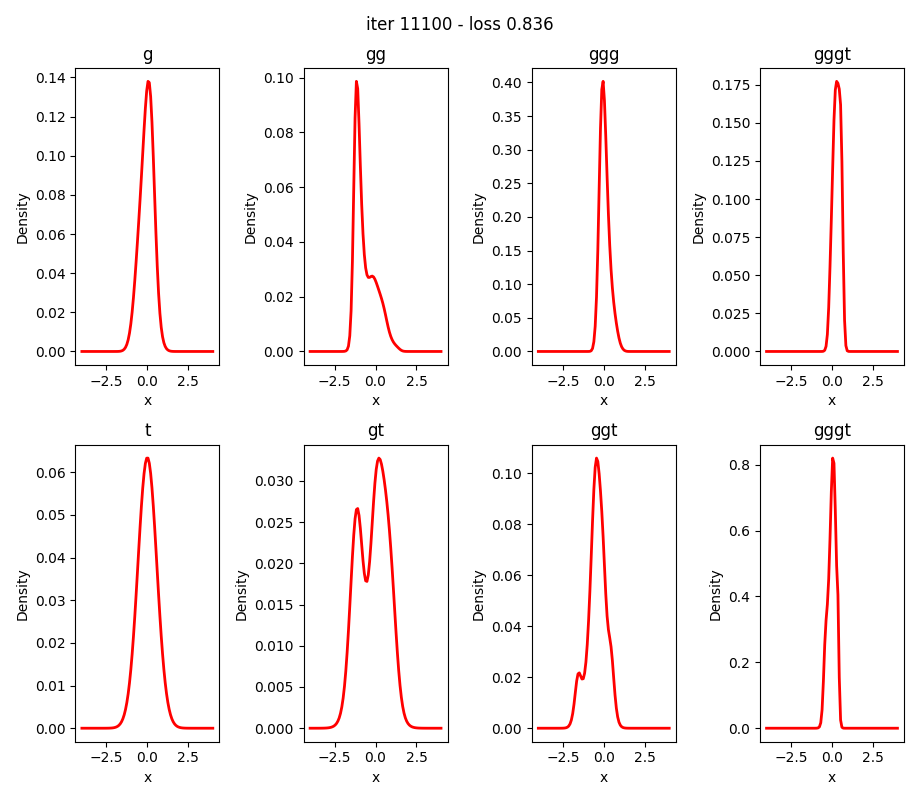 iter 11100 - loss 0.836
g
gg
ggg
gggt
0.14
0.12
0.10
0.08
0.06
0.04
0.02
0.00
Density
−2.5 0.0 2.5
x
0.10
0.08
0.06
0.04
0.02
0.00
Density
−2.5 0.0 2.5
x
0.40
0.35
0.30
0.25
0.20
0.15
0.10
0.05
0.00
Density
−2.5 0.0 2.5
x
0.175
0.150
0.125
0.100
0.075
0.050
0.025
0.000
Density
−2.5 0.0 2.5
x
t
gt
ggt
gggt
0.06
0.05
0.04
0.03
0.02
0.01
0.00
Density
−2.5 0.0 2.5
x
0.030
0.025
0.020
0.015
0.010
0.005
0.000
Density
−2.5 0.0 2.5
x
0.10
0.08
0.06
0.04
0.02
0.00
Density
−2.5 0.0 2.5
x
0.8
0.6
0.4
0.2
0.0
Density
−2.5 0.0 2.5
x